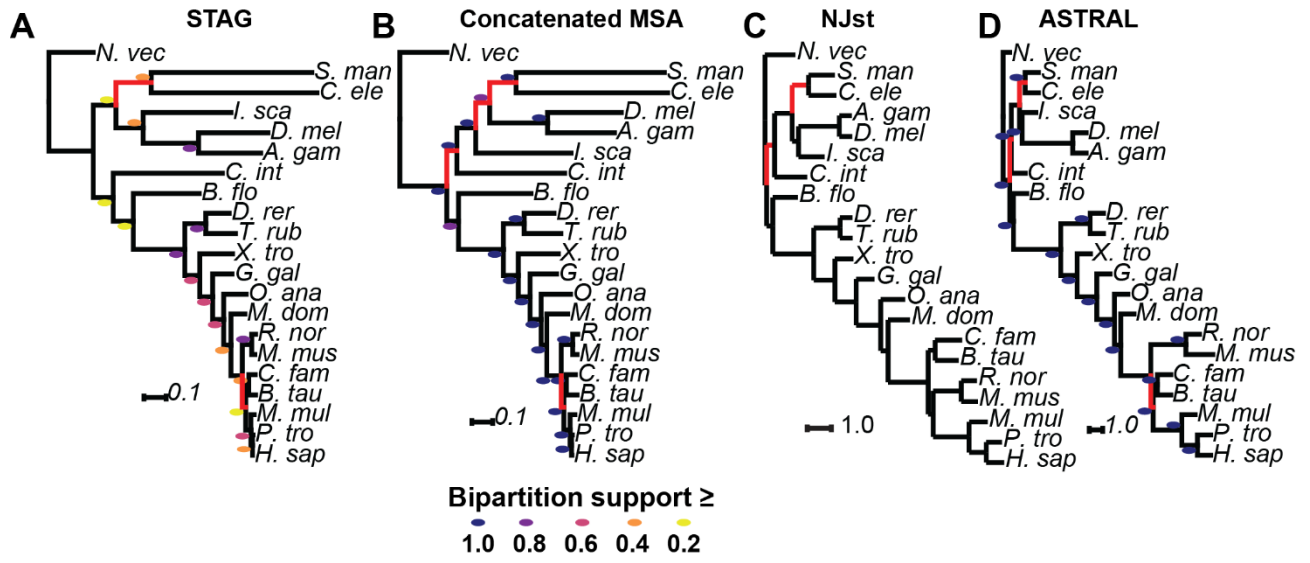 A STAG
N. vec
S. man
C. ele
I. sca
D. mel
A. gam
C. int
B. flo
D. rer
T. rub
X. tro
G. gal
O. ana
M. dom
R. nor
M. mus
C. fam
B. tau
M. mul
P. tro
H. sap
0.1
B Concatenated MSA
N. vec
S. man
C. ele
D. mel
A. gam
I. sca
C. int
B. flo
D. rer
T. rub
X. tro
G. gal
O. ana
M. dom
R. nor
M. mus
C. fam
B. tau
M. mul
P. tro
H. sap
0.1
C NJst
N. vec
S. man
C. ele
A. gam
D. mel
I. sca
C. int
B. flo
D. rer
T. rub
X. tro
G. gal
O. ana
M. dom
C. fam
B. tau
R. nor
M. mus
M. mul
P. tro
H. sap
1.0
D ASTRAL
N. vec
S. man
C. ele
I. sca
D. mel
A. gam
C. int
B. flo
D. rer
T. rub
X. tro
G. gal
O. ana
M. dom
R. nor
M. mus
C. fam
B. tau
M. mul
P. tro
H. sap
1.0
Bipartition support ≥
1.0 0.8 0.6 0.4 0.2